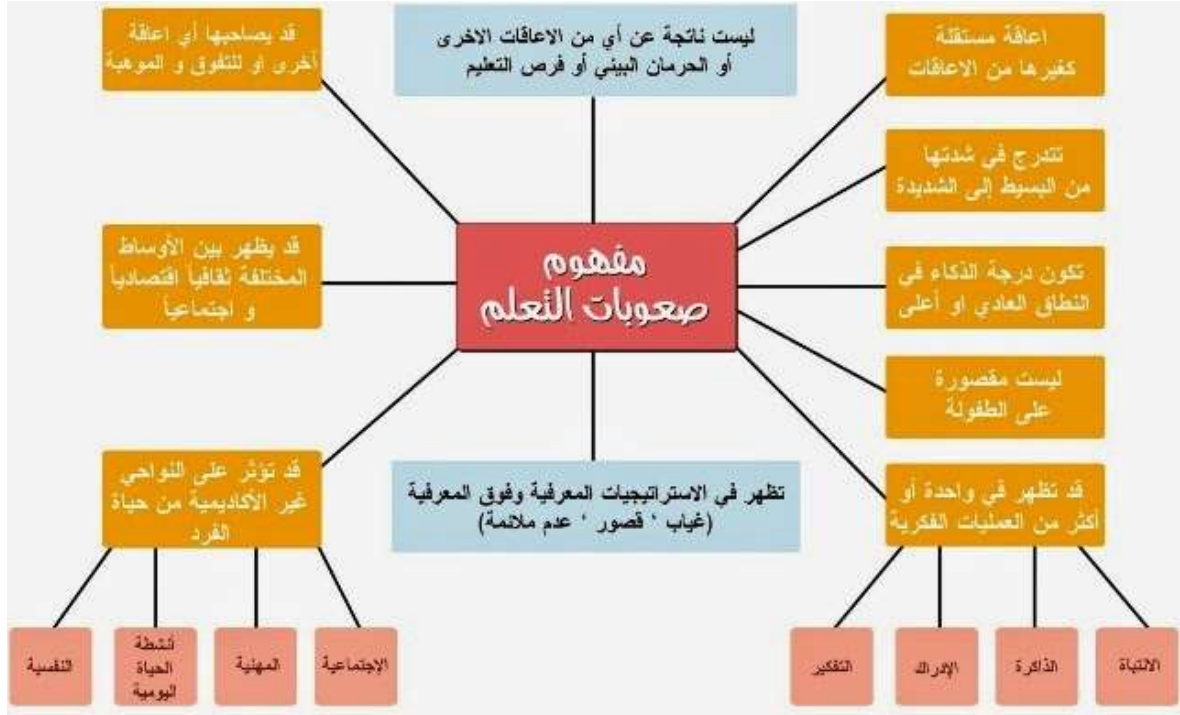 مفهوم
صعوبات التعلم
اعاقة مستقلة
كغيرها من الاعاقات
تتدرج في شدتها
من البسيط إلى الشديدة
تكون درجة الذكاء في
النطاق العادي او أعلى
ليست مقصورة
على الطفولة
قد تظهر في واحدة أو
أكثر من العمليات الفكرية
الانتباة
الذاكرة
الإدراك
التفكير
ليست ناتجة عن أي من الاعاقات الاخرى
أو الحرمان البيئي أو فرص التعليم
تظهر في الاستراتيجيات المعرفية وفوق المعرفية
(غياب ، قصور ، عدم ملائمة)
قد يصاحبها أي اعاقة
أخرى او للتفوق و الموهبة
قد يظهر بين الأوساط
المختلفة ثقافياً اقتصادياً
و اجتماعياً
قد تؤثر على النواحي
غير الأكاديمية من حياة
الفرد
الإجتماعية
المهنية
أنشطة
الحياة
اليومية
النفسية